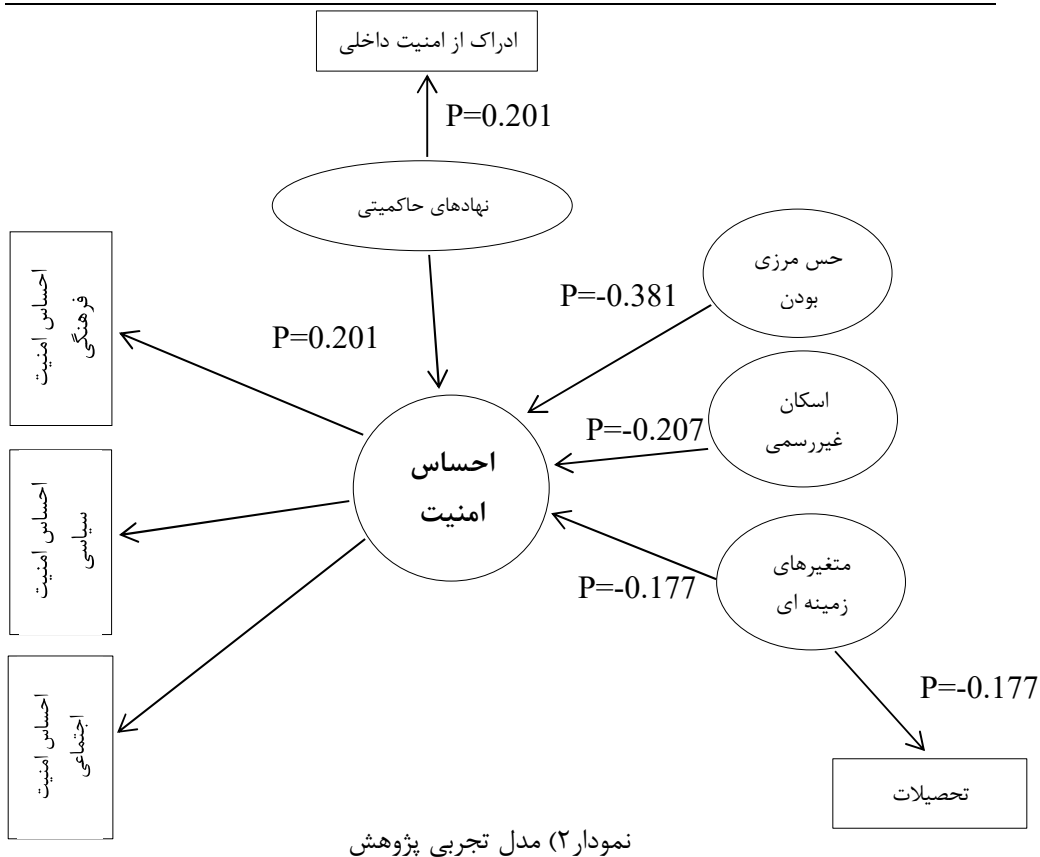 ادراک از امنیت داخلی
P=0.201
نهادهای حاکمیتی
حس مرزی
بودن
P=-0.381
احساس امنیت
فرهنگی
P=0.201
اسکان
غیررسمی
P=-0.207
احساس
امنیت
احساس امنیت
سیاسی
متغیرهای
زمینه ای
P=-0.177
P=-0.177
احساس امنیت
اجتماعی
تحصیلات
نمودار۲) مدل تجربی پژوهش